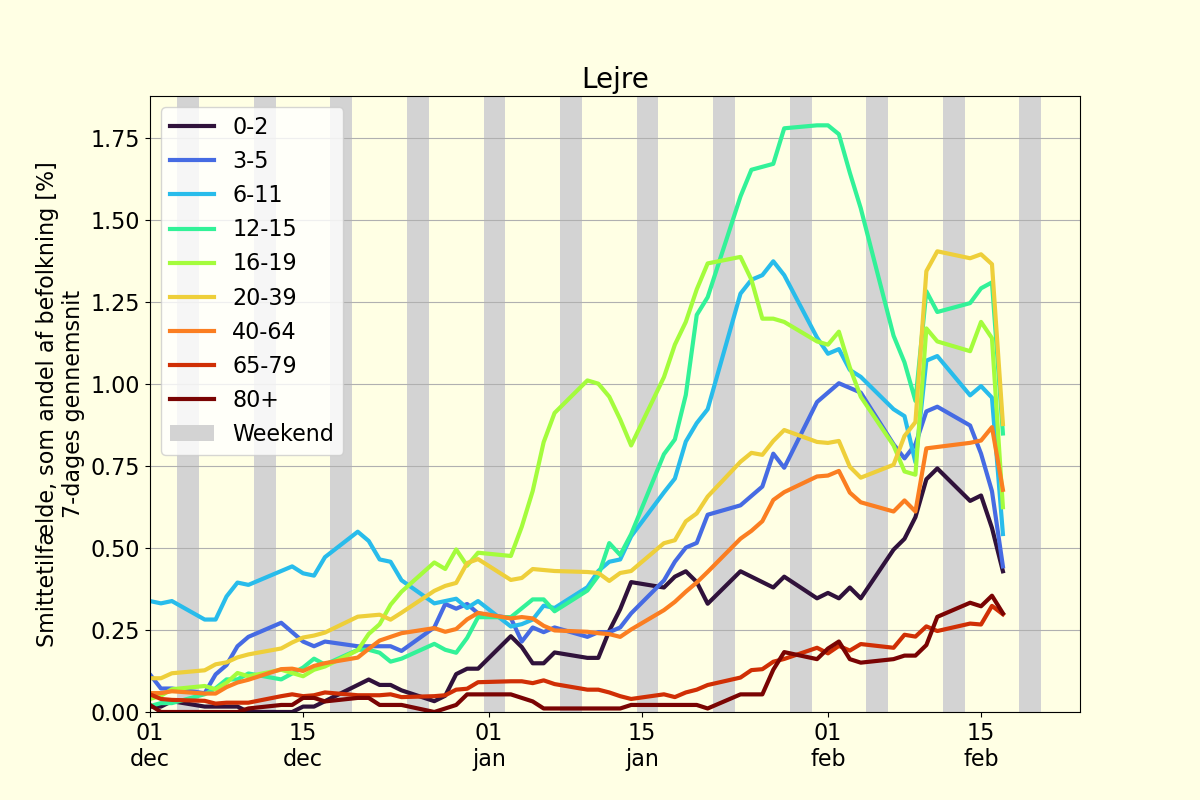 Lejre
Smittetilfælde, som andel af befolkning [%]
7-dages gennemsnit
1.75
1.50
1.25
1.00
0.75
0.50
0.25
0.00
0-2
3-5
6-11
12-15
16-19
20-39
40-64
65-79
80+
Weekend
01
dec
15
dec
01
jan
15
jan
01
feb
15
feb